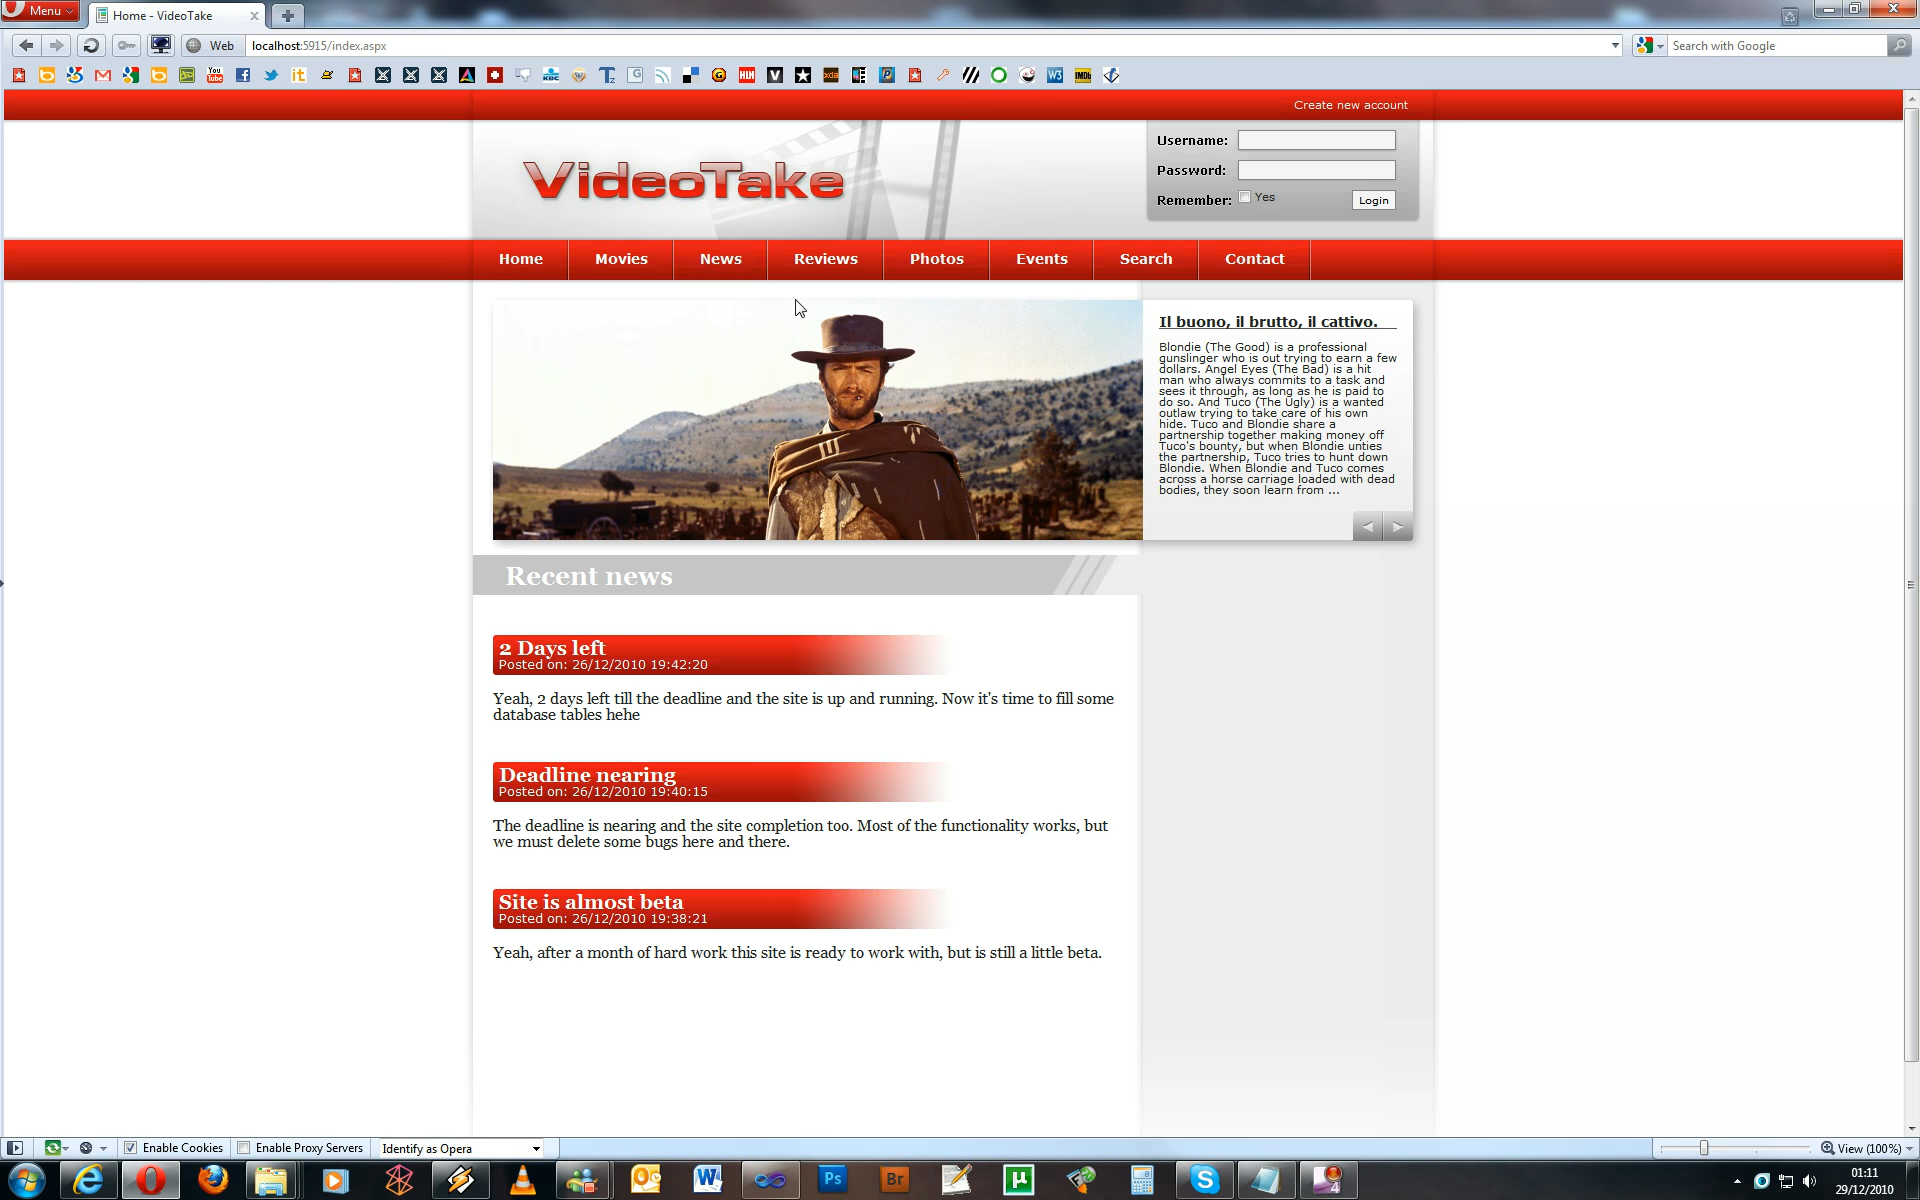 Menu
Home - VideoTake
Web
localhost:5915/index.aspx
Search with Google
Create new account
VideoTake
Username:
Password:
Remember:
Yes
Login
Home
Movies
News
Reviews
Photos
Events
Search
Contact
Il buono, il brutto, il cattivo.
Blondie (The Good) is a professional
gunslinger who is out trying to earn a few
dollars. Angel Eyes (The Bad) is a hit
man who always commits to a task and
sees it through, as long as he is paid to
do so. And Tuco (The Ugly) is a wanted
outlaw trying to take care of his own
hide. Tuco and Blondie share a
partnership together making money off
Tuco's bounty, but when Blondie unties
the partnership, Tuco tries to hunt down
Blondie. When Blondie and Tuco comes
across a horse carriage loaded with dead
bodies, they soon learn from ...
Recent news
2 Days left
Posted on: 26/12/2010 19:42:20
Yeah, 2 days left till the deadline and the site is up and running. Now it's time to fill some
database tables hehe
Deadline nearing
Posted on: 26/12/2010 19:40:15
The deadline is nearing and the site completion too. Most of the functionality works, but
we must delete some bugs here and there.
Site is almost beta
Posted on: 26/12/2010 19:38:21
Yeah, after a month of hard work this site is ready to work with, but is still a little beta.
Enable Cookies
Enable Proxy Servers
Identify as Opera
View (100%)
Ps
Br
01:11
29/12/2010